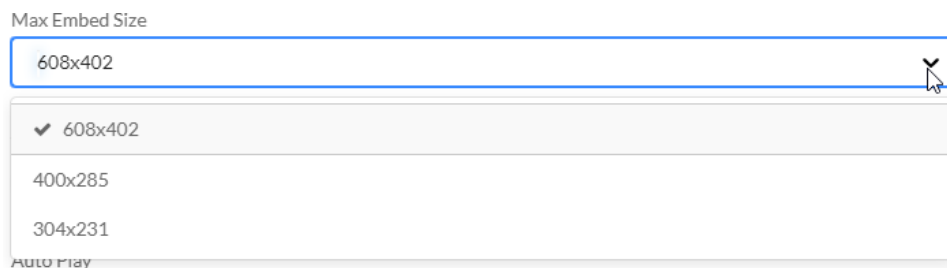 Max Embed Size
608x402
608x402
400x285
304x231
Auto Play